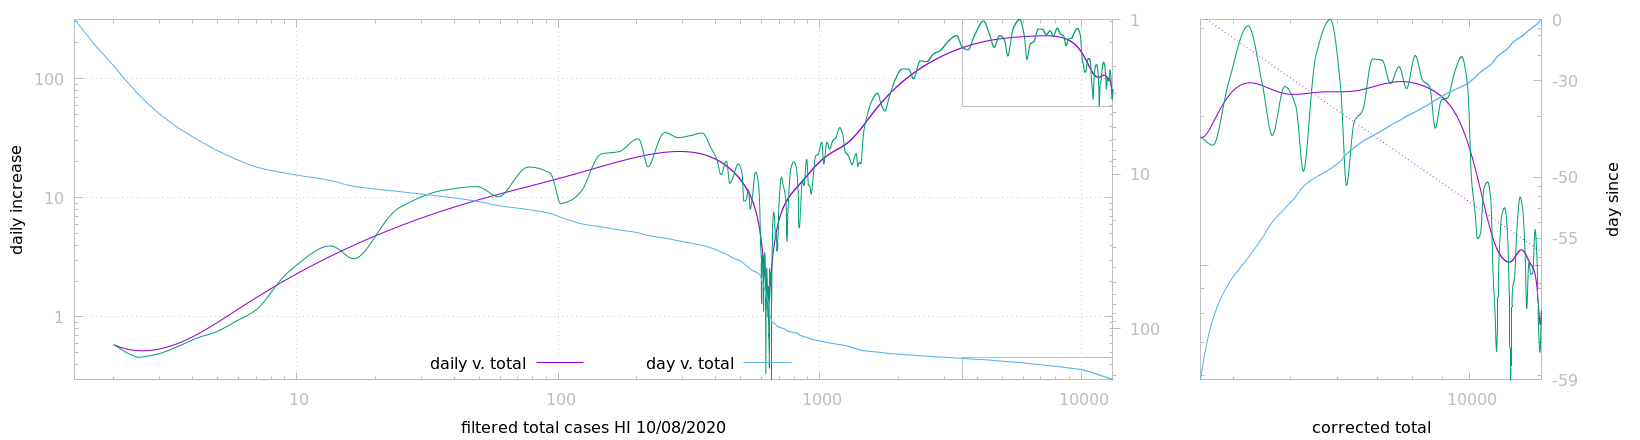 1
0
100
-30
10
10
-50
-55
1
100
daily v. total
day v. total
-59
10
100
1000
10000
10000
daily increase
day since
filtered total cases HI 10/08/2020
corrected total